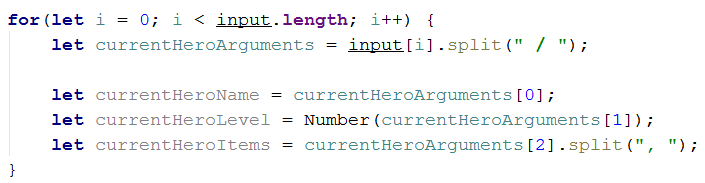 for(let i = 0; i < input.length; i++) {
    let currentHeroArguments = input[i].split(" / ");

    let currentHeroName = currentHeroArguments[0];
    let currentHeroLevel = Number(currentHeroArguments[1]);
    let currentHeroItems = currentHeroArguments[2].split(", ");
}